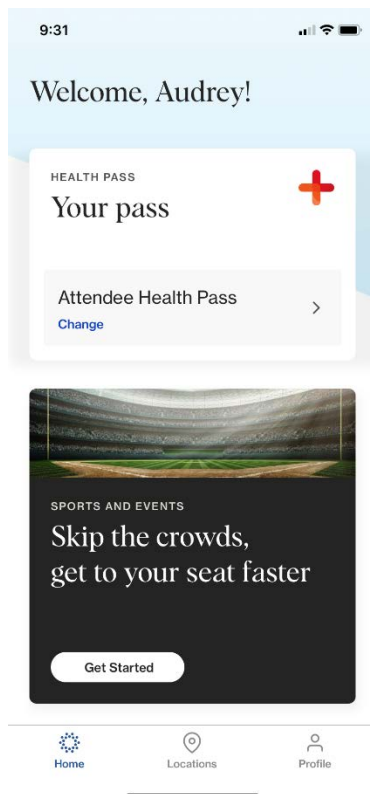 9:31
Welcome, Audrey!
HEALTH PASS
Your pass
Attendee Health Pass
Change
SPORTS AND EVENTS
Skip the crowds,
get to your seat faster
Get Started
Home Locations Profile